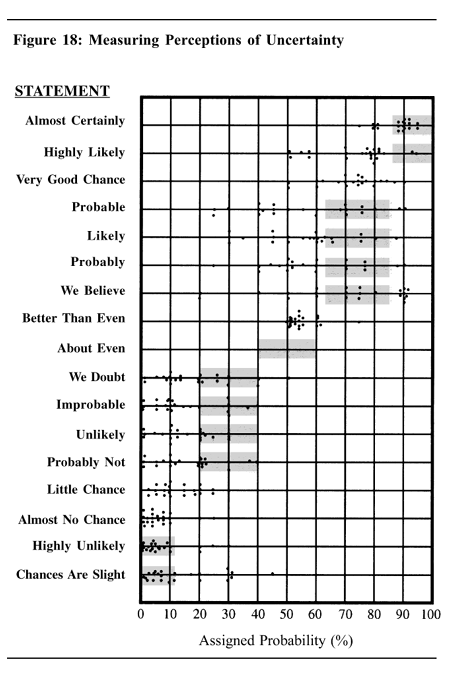 Figure 18: Measuring Perceptions of Uncertainty
STATEMENT
Almost Certainly
Highly Likely
Very Good Chance
Probable
Likely
Probably
We Believe
Better Than Even
About Even
We Doubt
Improbable
Unlikely
Probably Not
Little Chance
Almost No Chance
Highly Unlikely
Chances Are Slight
0 10 20 30 40 50 60 70 80 90 100
Assigned Probability (%)